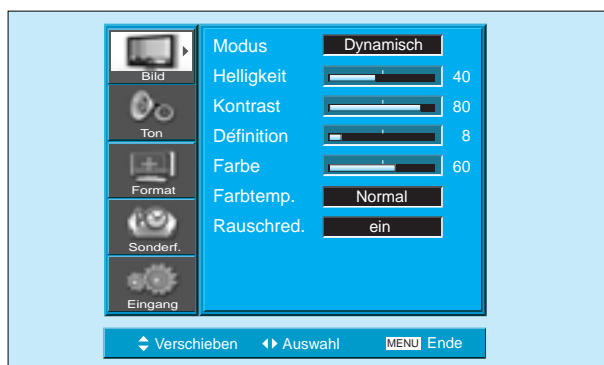 Bild
Ton
Format
Sonderf.
Eingang
Modus Dynamisch
Helligkeit 40
Kontrast 80
Définition 8
Farbe 60
Farbtemp. Normal
Rauschred. ein
Verschieben Auswahl MENU Ende